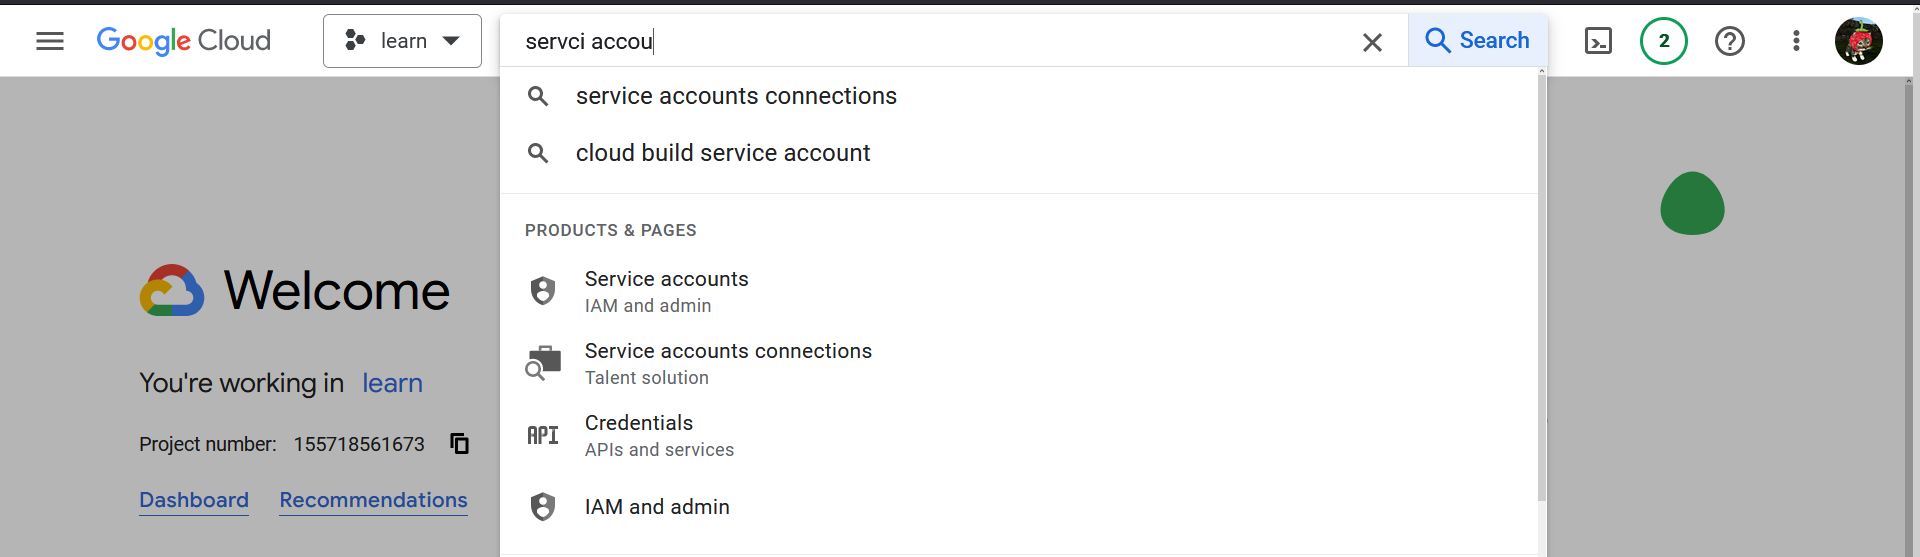 Google Cloud
learn
servci accou
Search
2
service accounts connections
cloud build service account
PRODUCTS & PAGES
Service accounts
IAM and admin
Service accounts connections
Talent solution
API
Credentials
APIs and services
IAM and admin
Welcome
You're working in learn
Project number: 155718561673
Dashboard
Recommendations